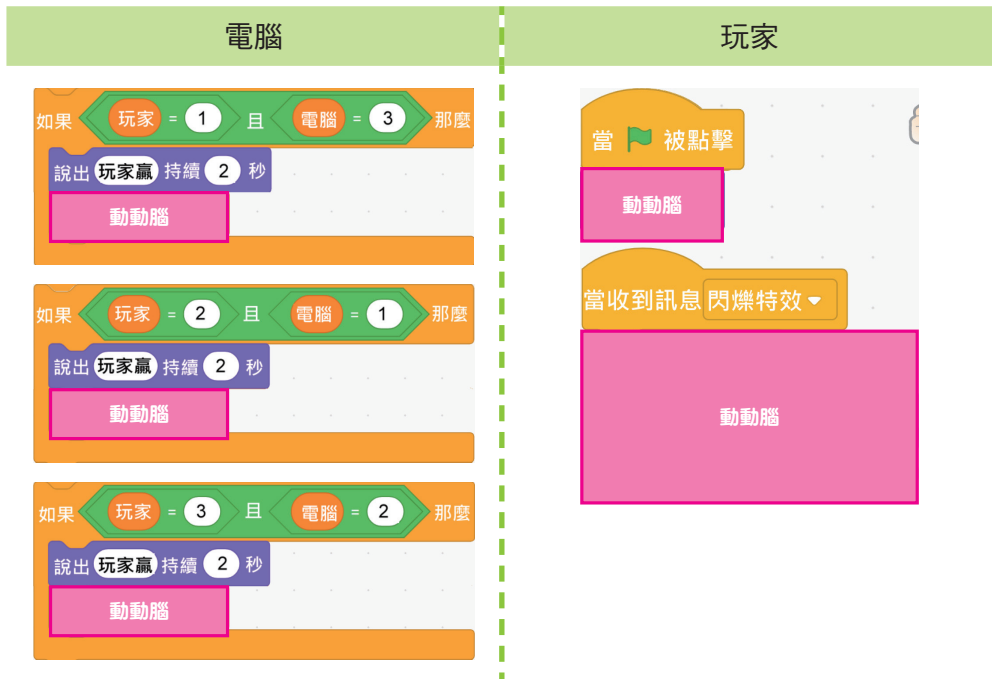 電腦
如果 玩家 = 1 且 電腦 = 3 那麼
說出 玩家贏 持續 2 秒
動動腦
如果 玩家 = 2 且 電腦 = 1 那麼
說出 玩家贏 持續 2 秒
動動腦
如果 玩家 = 3 且 電腦 = 2 那麼
說出 玩家贏 持續 2 秒
動動腦
玩家
當 被點擊
動動腦
當收到訊息 閃爍特效
動動腦